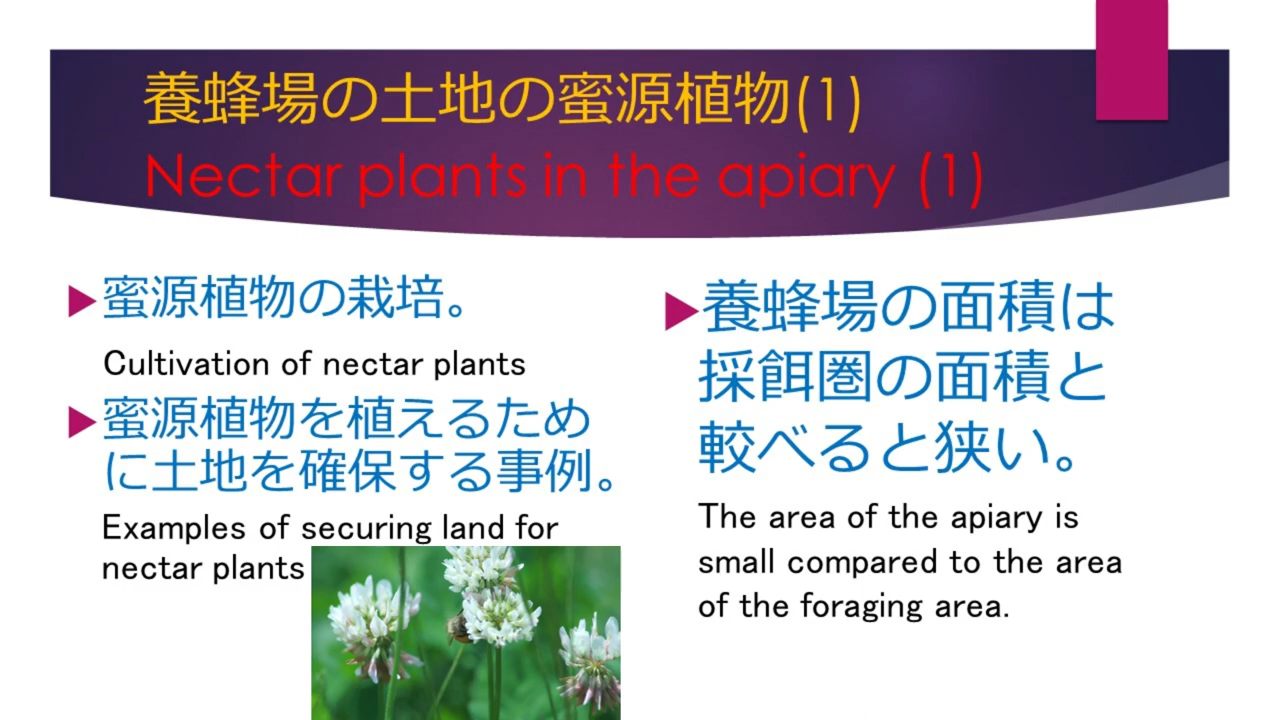 養蜂場の土地の蜜源植物(1)
Nectar plants in the apiary (1)
蜜源植物の栽培。
Cultivation of nectar plants
蜜源植物を植えるため
に土地を確保する事例。
Examples of securing land for
nectar plants
養蜂場の面積は
採餌圏の面積と
較べると狭い。
The area of the apiary is
small compared to the area
of the foraging area.